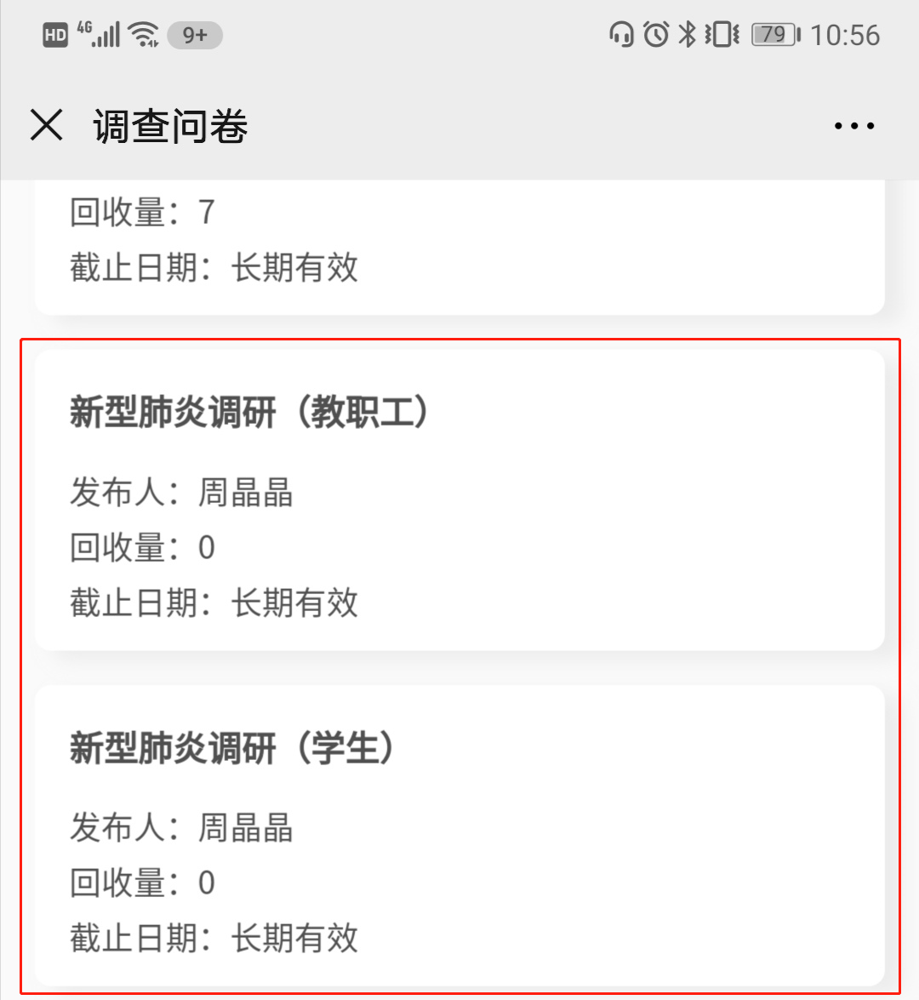 HD 4G 9+ 79 10:56
调查问卷
回收量：7
截止日期：长期有效
新型肺炎调研（教职工）
发布人：周晶晶
回收量：0
截止日期：长期有效
新型肺炎调研（学生）
发布人：周晶晶
回收量：0
截止日期：长期有效